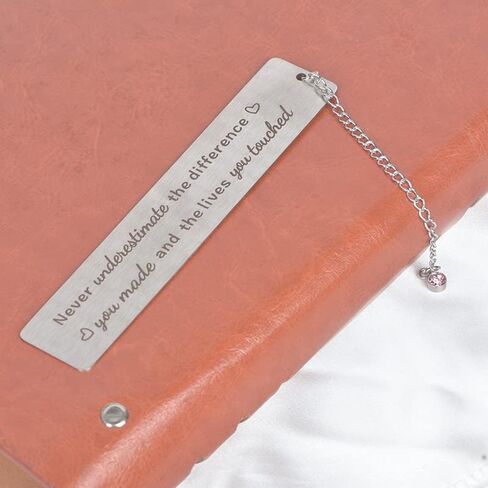 Never underestimate the difference ♡
♡ you made and the lives you touched